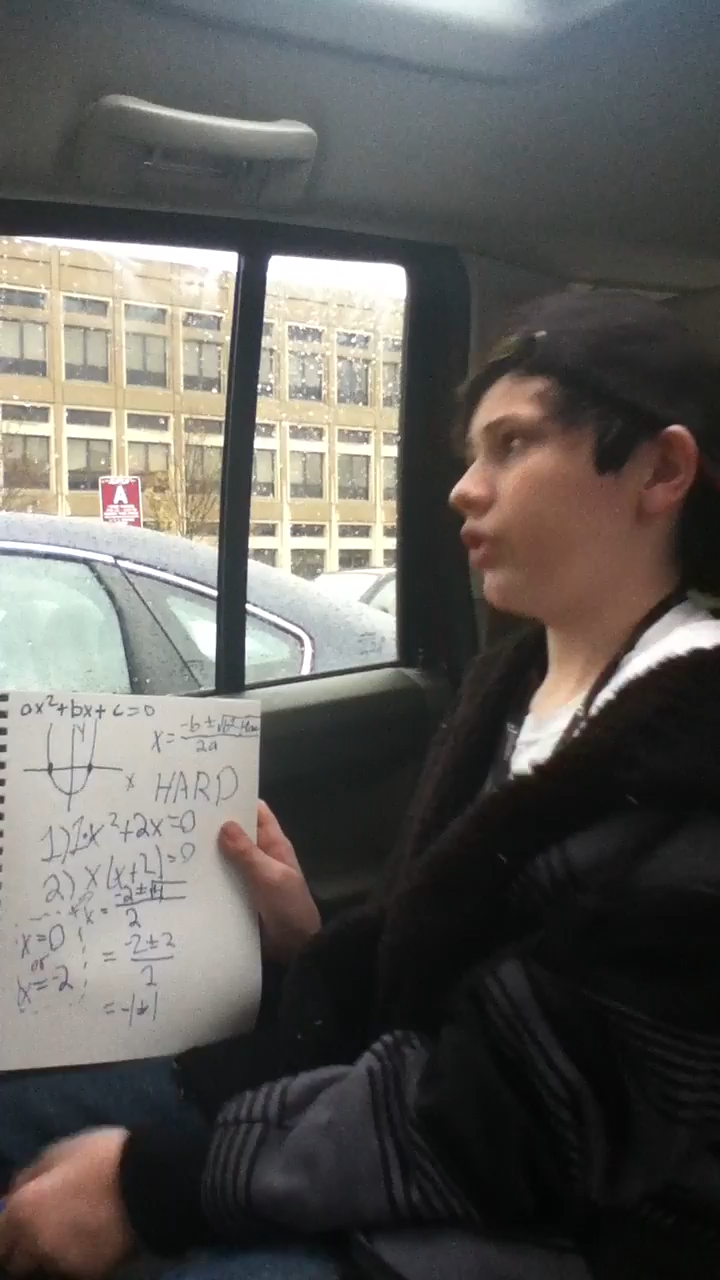 ax²+bx+c=0
y
x
x = -b ± √b²-4ac / 2a
HARD
1) 1·x²+2x=0
2) x(x+2)=0
x = -2±√4 / 2
x=0
or
x=-2
= -2±2 / 2
= -1±1
A